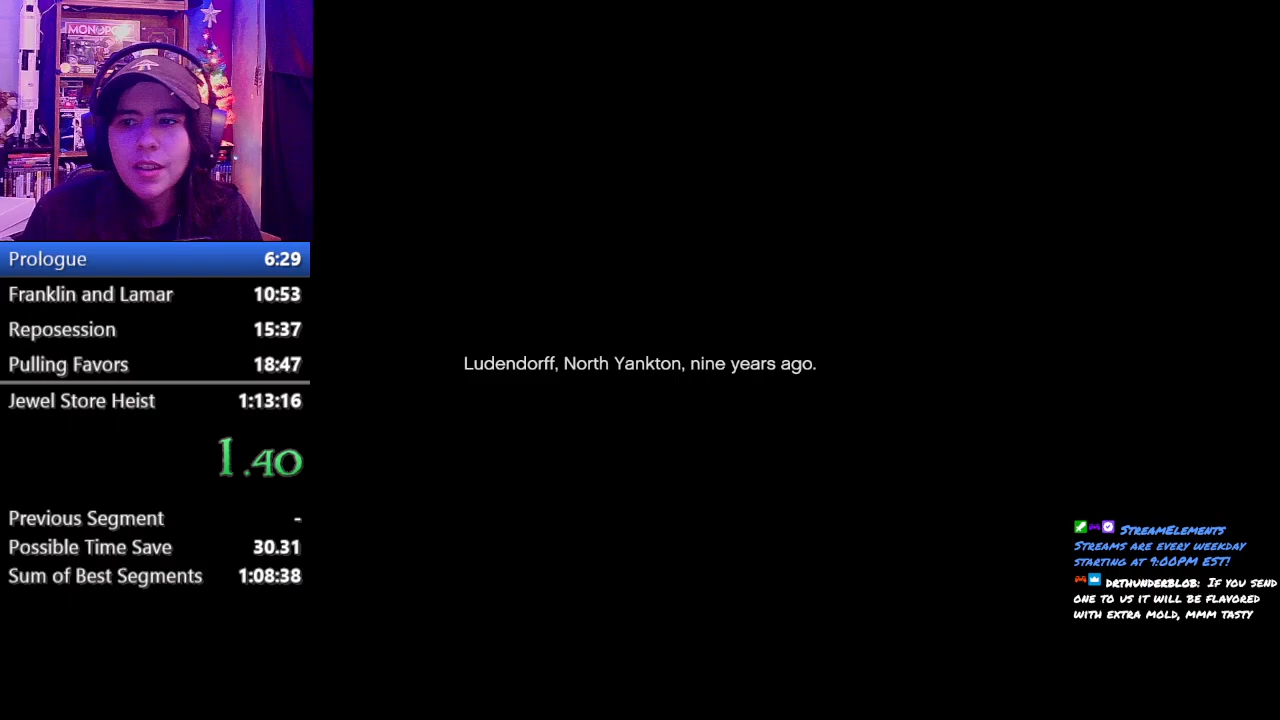 MONOPOLY
Prologue 6:29
Franklin and Lamar 10:53
Reposession 15:37
Pulling Favors 18:47
Jewel Store Heist 1:13:16
1.40
Previous Segment -
Possible Time Save 30.31
Sum of Best Segments 1:08:38
Ludendorff, North Yankton, nine years ago.
StreamElements
Streams are every weekday
starting at 9:00PM EST!
drthunderblob: If you send
one to us it will be flavored
with extra mold, mmm tasty